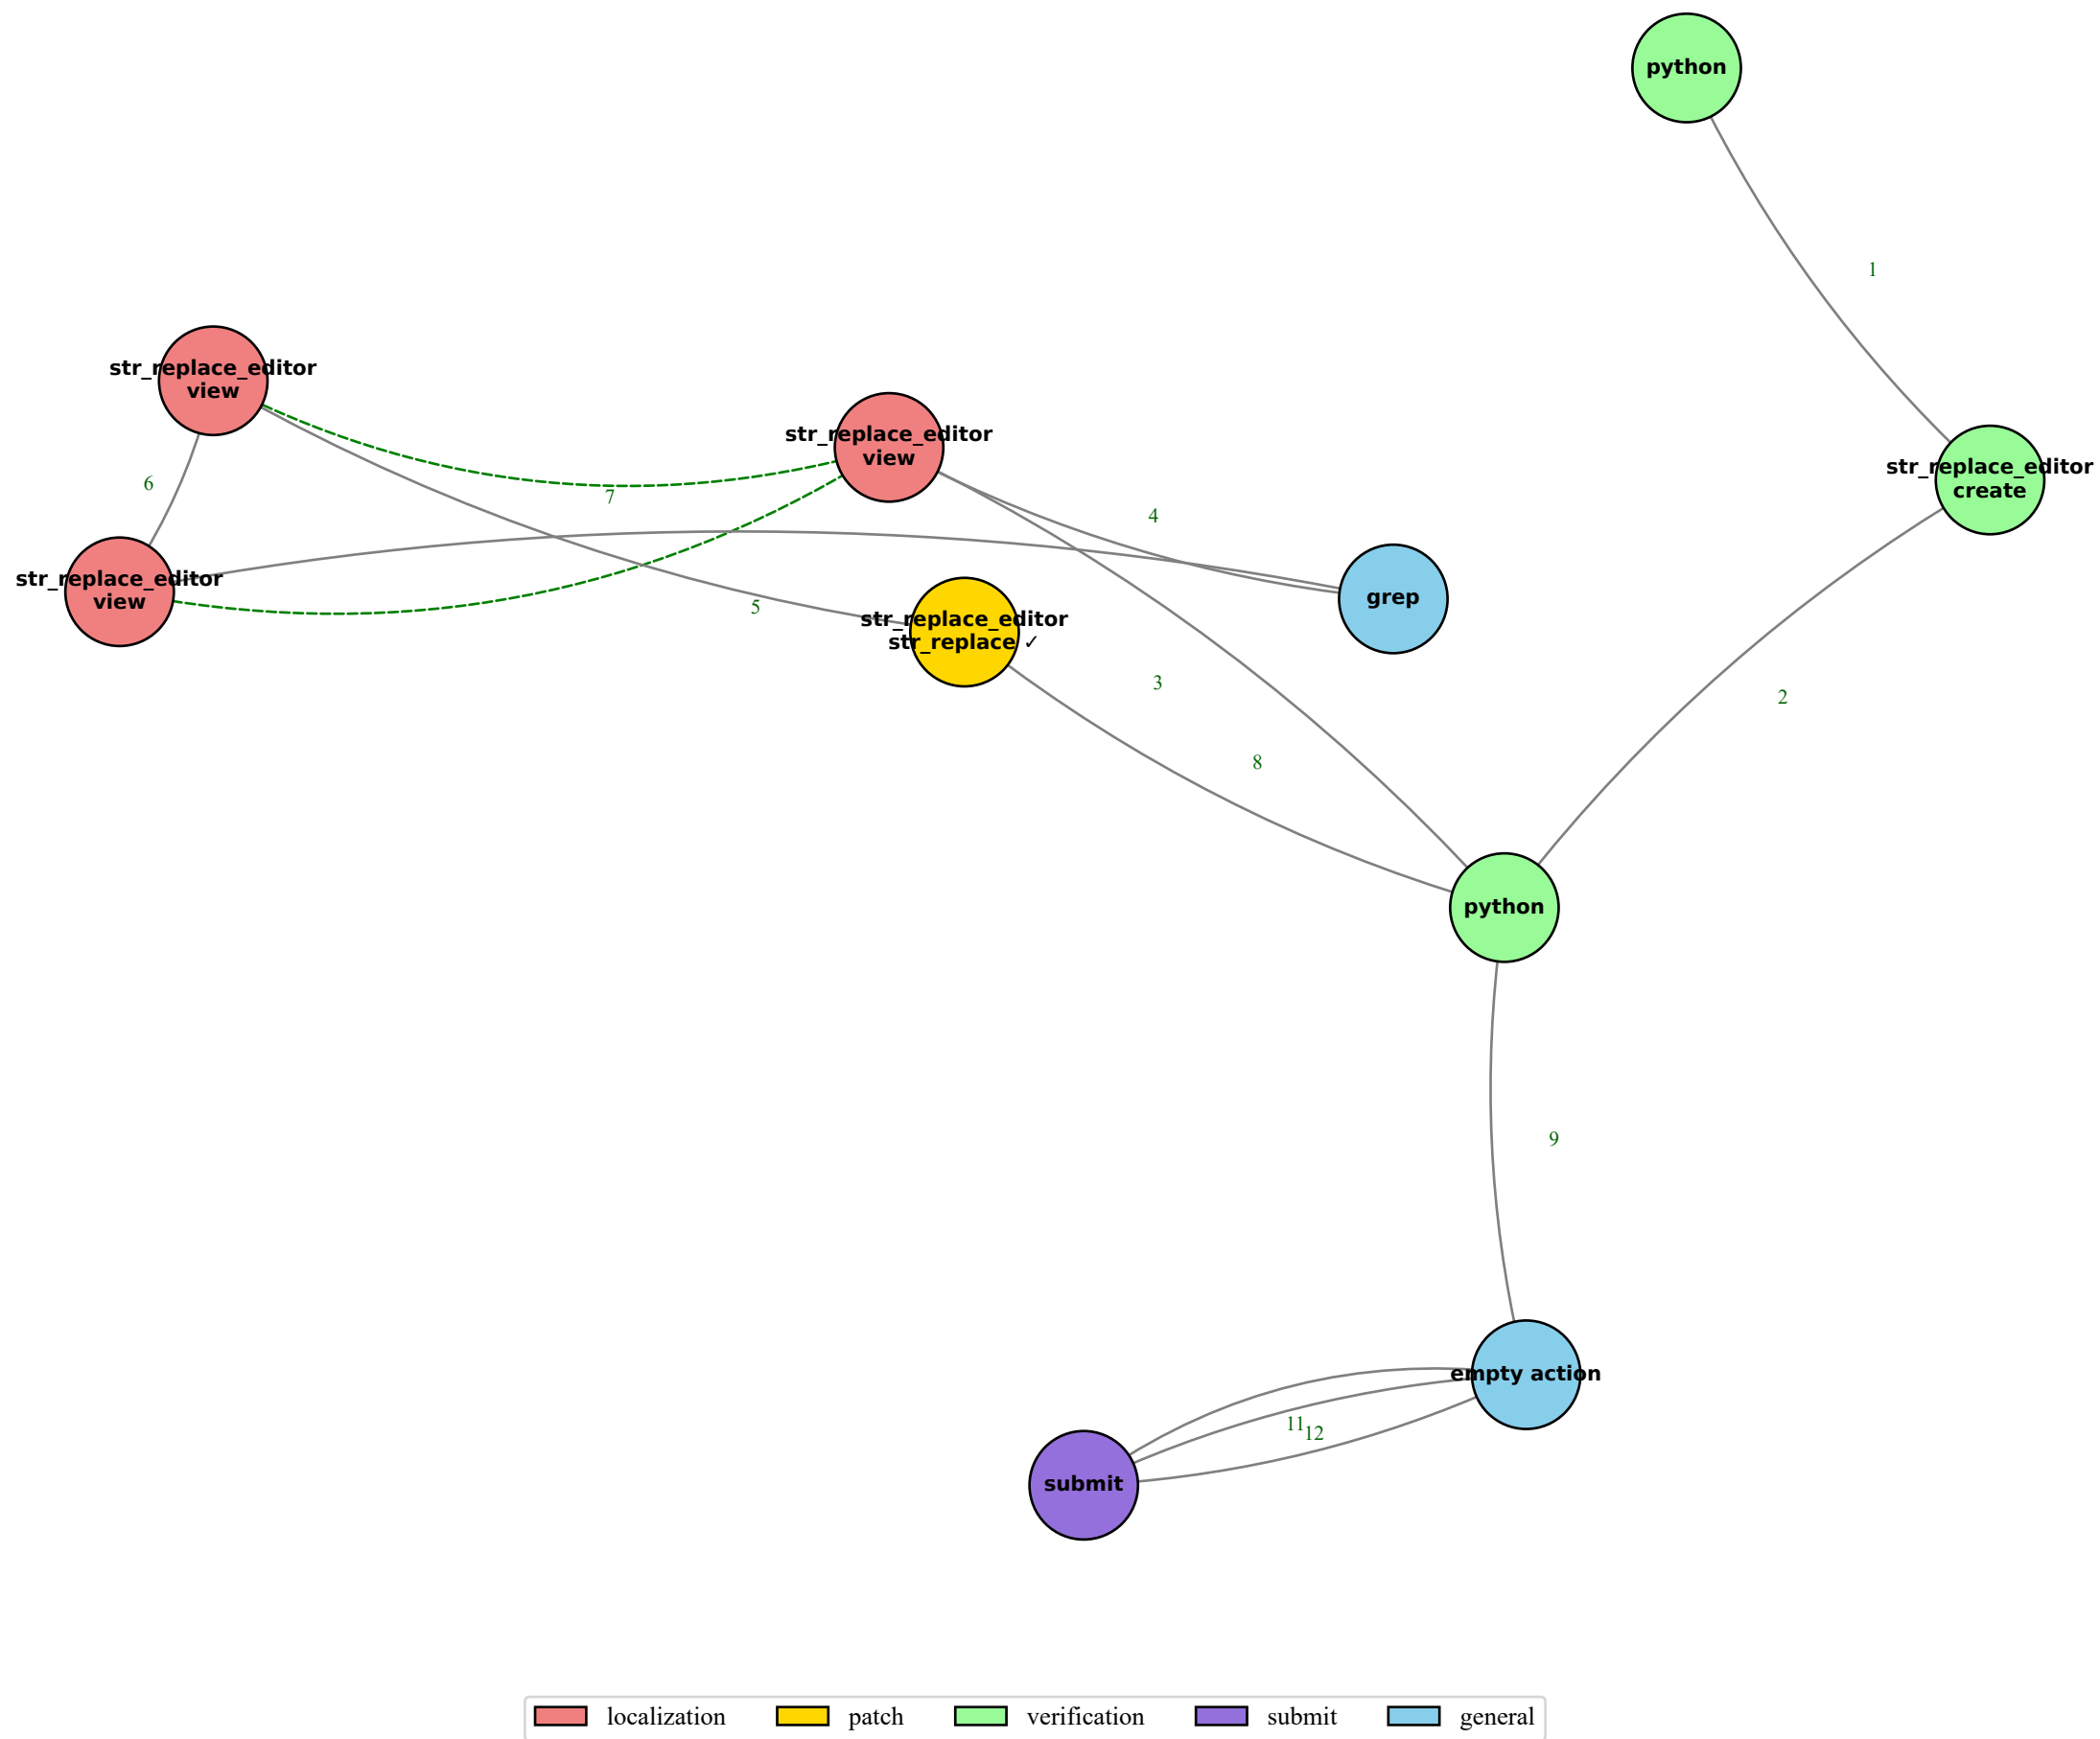 python
1
str_replace_editor
view
str_replace_editor
view
str_replace_editor
create
6
7
4
str_replace_editor
view
grep
5
str_replace_editor
str_replace ✓
3
2
8
python
9
empty action
11
12
submit
localization
patch
verification
submit
general